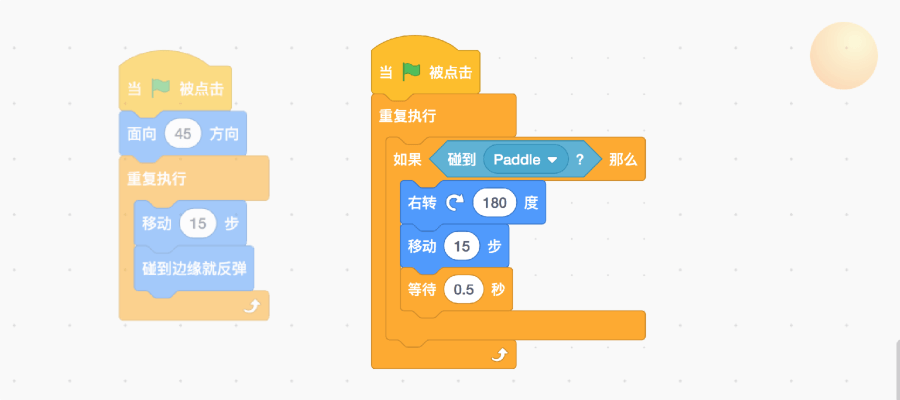 当 被点击
面向 45 方向
重复执行
移动 15 步
碰到边缘就反弹
当 被点击
重复执行
如果 碰到 Paddle ? 那么
右转 180 度
移动 15 步
等待 0.5 秒